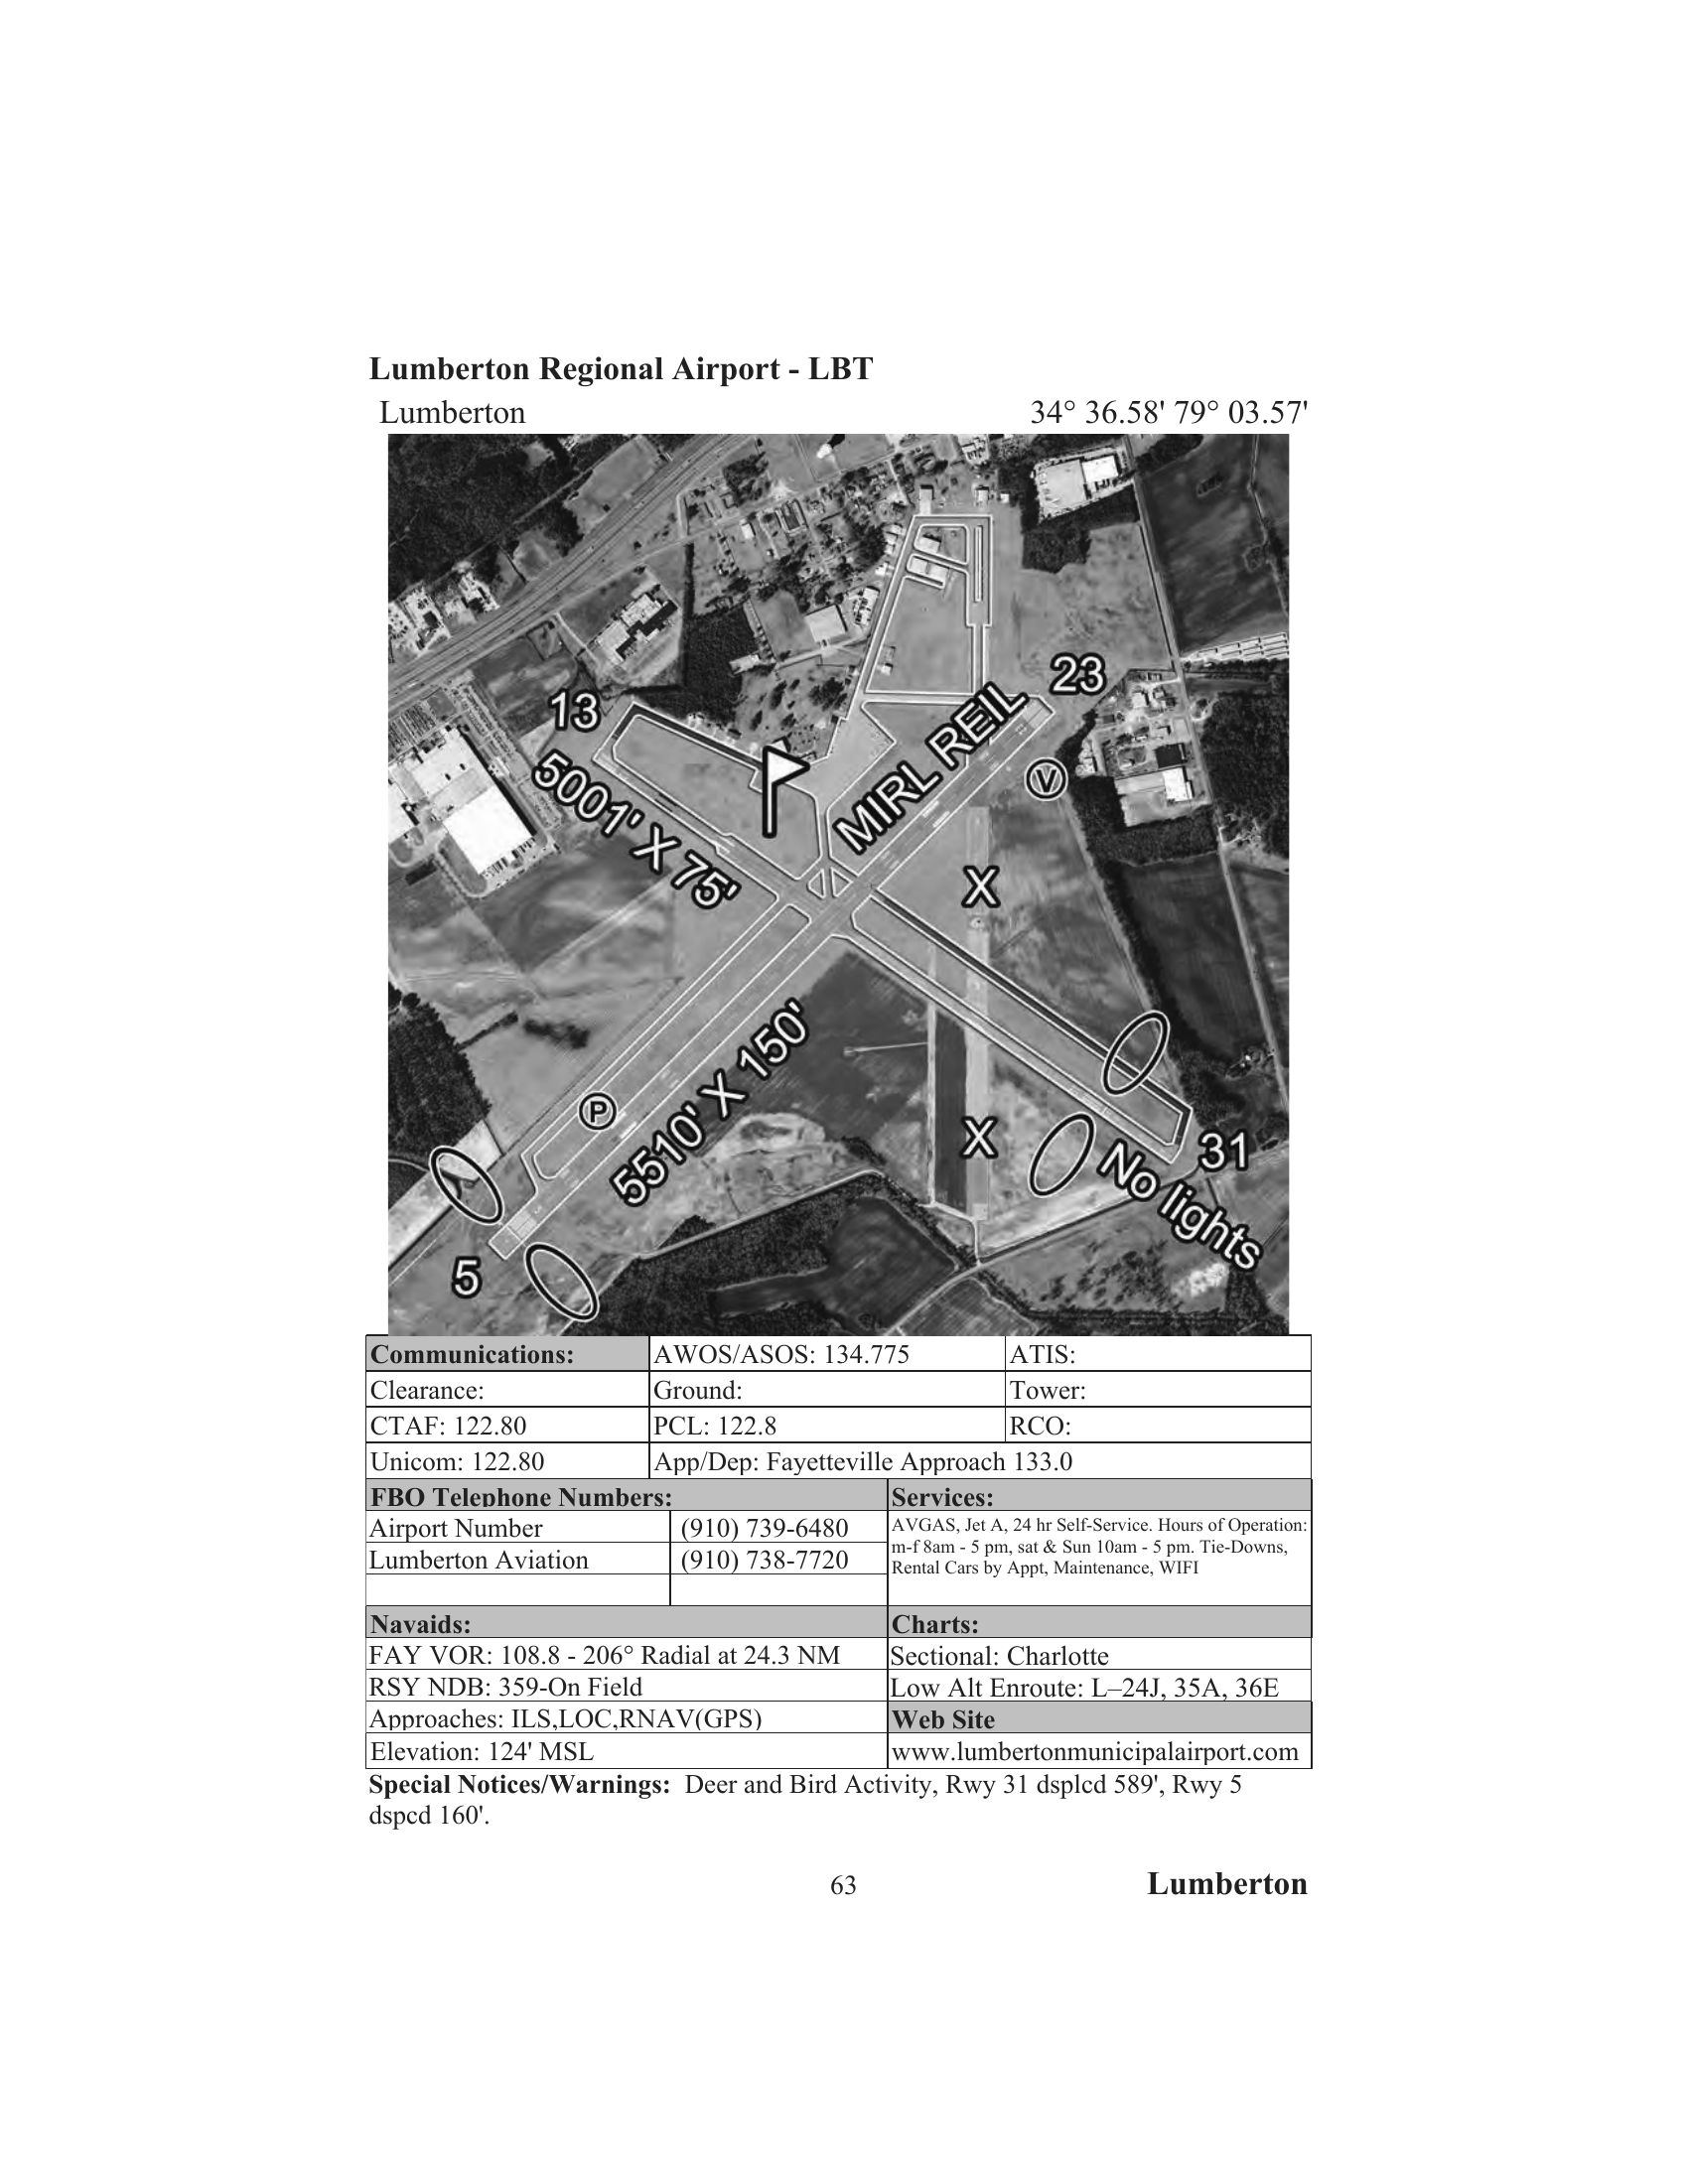 Lumberton Regional Airport - LBT
Lumberton 34° 36.58' 79° 03.57'
23
13
MIRL REIL
V
5001' X 75'
X
5510' X 150'
P
X
31
No lights
5
Communications: AWOS/ASOS: 134.775 ATIS:
Clearance: Ground: Tower:
CTAF: 122.80 PCL: 122.8 RCO:
Unicom: 122.80 App/Dep: Fayetteville Approach 133.0
FBO Telephone Numbers: Services:
Airport Number (910) 739-6480
Lumberton Aviation (910) 738-7720
AVGAS, Jet A, 24 hr Self-Service. Hours of Operation:
m-f 8am - 5 pm, sat & Sun 10am - 5 pm. Tie-Downs,
Rental Cars by Appt, Maintenance, WIFI
Navaids: Charts:
FAY VOR: 108.8 - 206° Radial at 24.3 NM Sectional: Charlotte
RSY NDB: 359-On Field Low Alt Enroute: L–24J, 35A, 36E
Approaches: ILS,LOC,RNAV(GPS) Web Site
Elevation: 124' MSL www.lumbertonmunicipalairport.com
Special Notices/Warnings: Deer and Bird Activity, Rwy 31 dsplcd 589', Rwy 5
dspcd 160'.
63 Lumberton